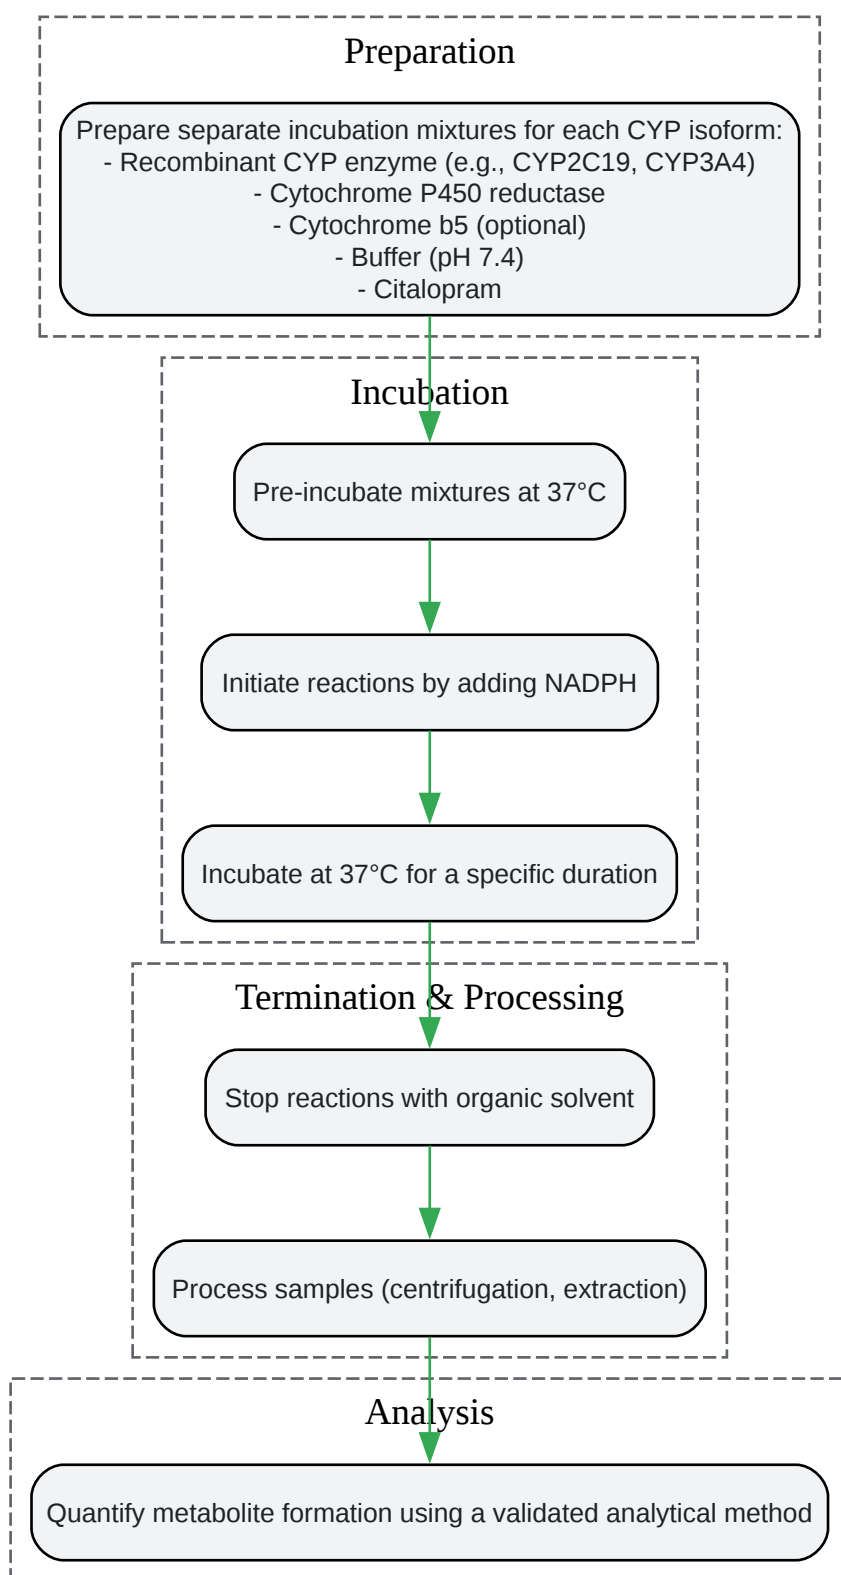 Preparation
Prepare separate incubation mixtures for each CYP isoform:
- Recombinant CYP enzyme (e.g., CYP2C19, CYP3A4)
- Cytochrome P450 reductase
- Cytochrome b5 (optional)
- Buffer (pH 7.4)
- Citalopram
Incubation
Pre-incubate mixtures at 37°C
Initiate reactions by adding NADPH
Incubate at 37°C for a specific duration
Termination & Processing
Stop reactions with organic solvent
Process samples (centrifugation, extraction)
Analysis
Quantify metabolite formation using a validated analytical method